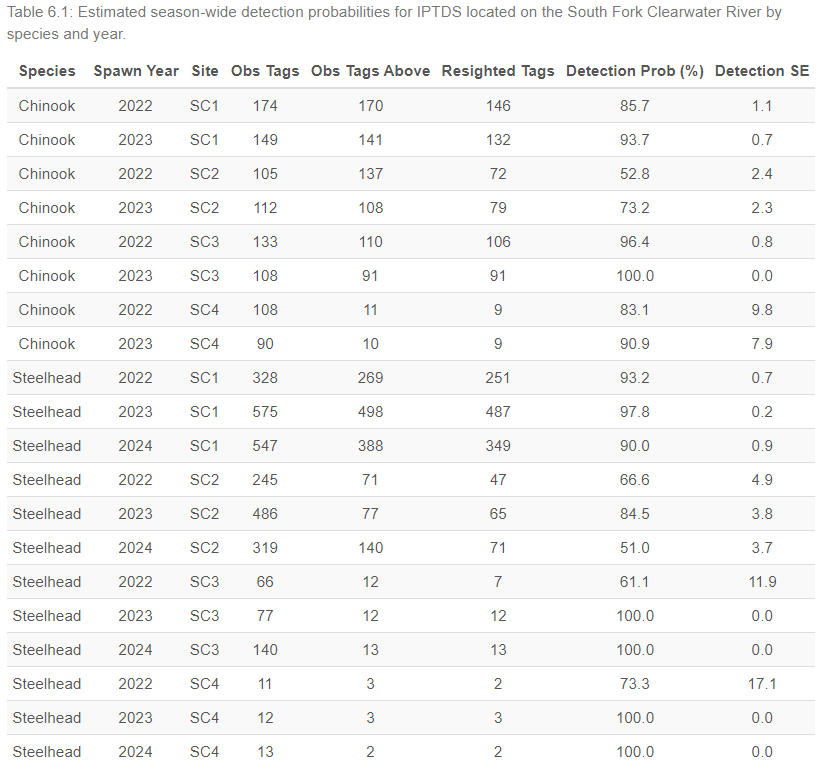 Table 6.1: Estimated season-wide detection probabilities for IPTDS located on the South Fork Clearwater River by
species and year.
Species Spawn Year Site Obs Tags Obs Tags Above Resighted Tags Detection Prob (%) Detection SE
Chinook 2022 SC1 174 170 146 85.7 1.1
Chinook 2023 SC1 149 141 132 93.7 0.7
Chinook 2022 SC2 105 137 72 52.8 2.4
Chinook 2023 SC2 112 108 79 73.2 2.3
Chinook 2022 SC3 133 110 106 96.4 0.8
Chinook 2023 SC3 108 91 91 100.0 0.0
Chinook 2022 SC4 108 11 9 83.1 9.8
Chinook 2023 SC4 90 10 9 90.9 7.9
Steelhead 2022 SC1 328 269 251 93.2 0.7
Steelhead 2023 SC1 575 498 487 97.8 0.2
Steelhead 2024 SC1 547 388 349 90.0 0.9
Steelhead 2022 SC2 245 71 47 66.6 4.9
Steelhead 2023 SC2 486 77 65 84.5 3.8
Steelhead 2024 SC2 319 140 71 51.0 3.7
Steelhead 2022 SC3 66 12 7 61.1 11.9
Steelhead 2023 SC3 77 12 12 100.0 0.0
Steelhead 2024 SC3 140 13 13 100.0 0.0
Steelhead 2022 SC4 11 3 2 73.3 17.1
Steelhead 2023 SC4 12 3 3 100.0 0.0
Steelhead 2024 SC4 13 2 2 100.0 0.0